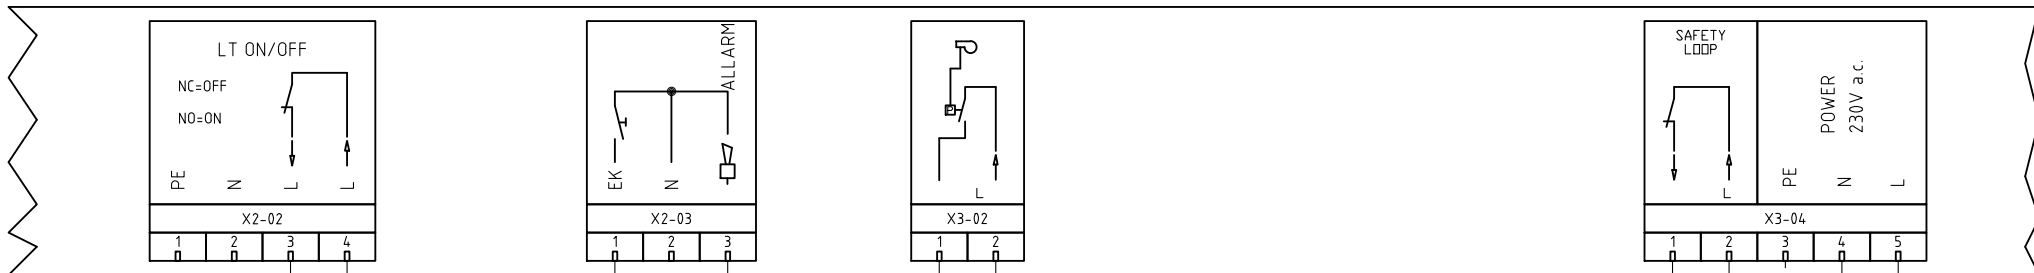 LT ON/OFF
NC=OFF
NO=ON
PE N L L
X2-02
1 2 3 4
ALLARM
EK N
X2-03
1 2 3
P
L
X3-02
1 2
SAFETY
LOOP
L
POWER
230V a.c.
PE N L
X3-04
1 2 3 4 5